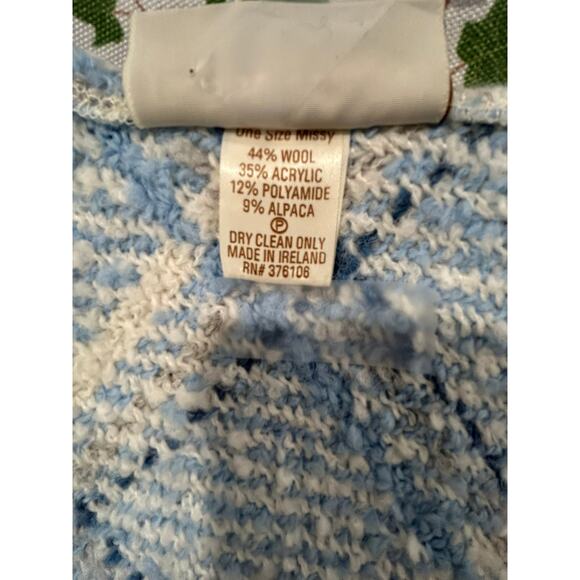 One Size Missy
44% WOOL
35% ACRYLIC
12% POLYAMIDE
9% ALPACA
P
DRY CLEAN ONLY
MADE IN IRELAND
RN# 376106